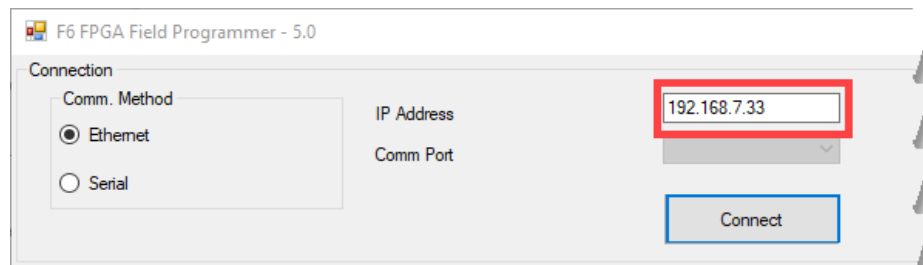 F6 FPGA Field Programmer - 5.0
Connection
Comm. Method
Ethernet
Serial
IP Address
192.168.7.33
Comm Port
Connect